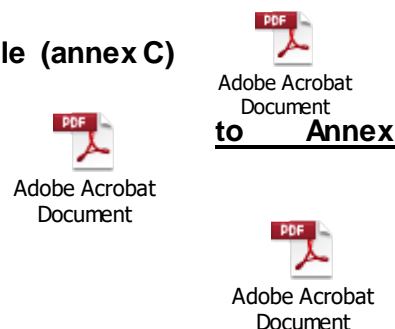 PDF
le (annex C)
Adobe Acrobat
Document
to Annex
PDF
Adobe Acrobat
Document
PDF
Adobe Acrobat
Document